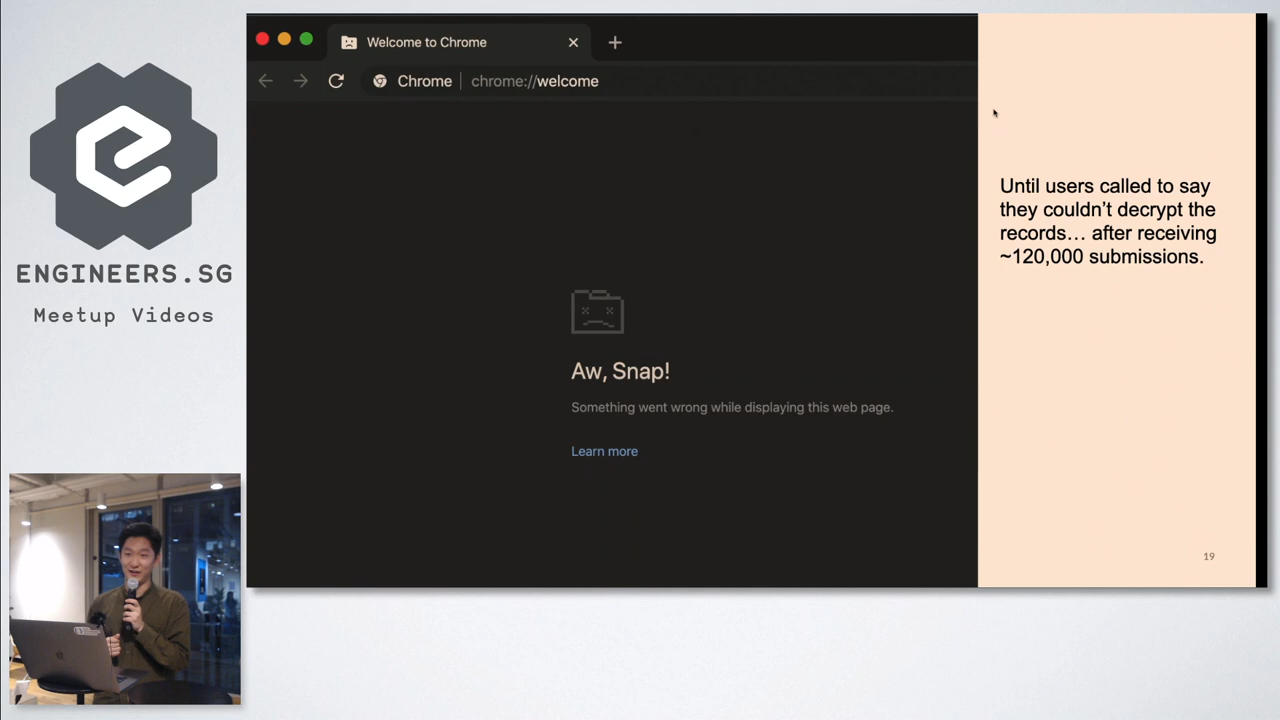 ENGINEERS.SG
Meetup Videos
Welcome to Chrome
Chrome | chrome://welcome
Aw, Snap!
Something went wrong while displaying this web page.
Learn more
Until users called to say
they couldn’t decrypt the
records… after receiving
~120,000 submissions.
19